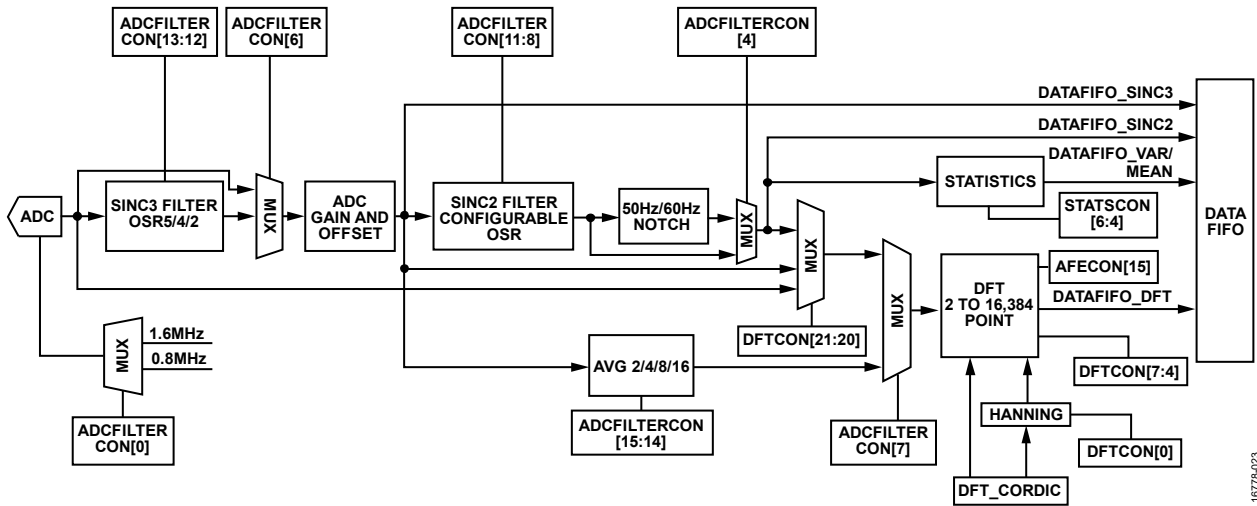 ADCFILTER
CON[13:12]
ADCFILTER
CON[6]
ADCFILTER
CON[11:8]
ADCFILTERCON
[4]
DATAFIFO_SINC3
DATAFIFO_SINC2
DATAFIFO_VAR/
MEAN
ADC
SINC3 FILTER
OSR5/4/2
MUX
ADC
GAIN AND
OFFSET
SINC2 FILTER
CONFIGURABLE
OSR
50Hz/60Hz
NOTCH
MUX
STATISTICS
STATSCON
[6:4]
DATA
FIFO
MUX
MUX
DFT
2 TO 16,384
POINT
AFECON[15]
DATAFIFO_DFT
DFTCON[21:20]
DFTCON[7:4]
MUX
1.6MHz
0.8MHz
AVG 2/4/8/16
ADCFILTER
CON[0]
ADCFILTERCON
[15:14]
ADCFILTER
CON[7]
HANNING
DFTCON[0]
DFT_CORDIC
16778-023